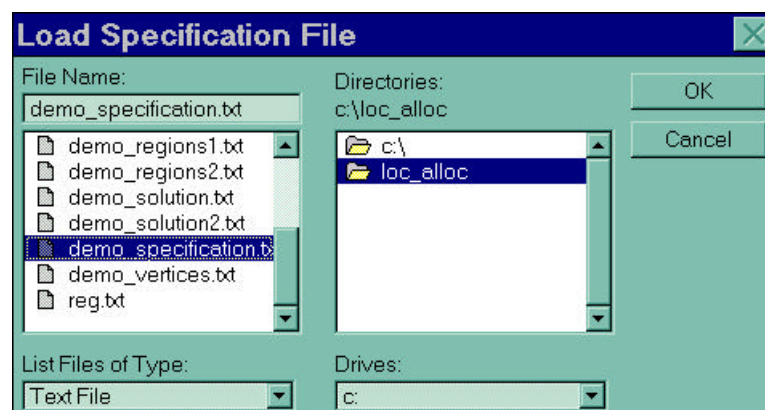 Load Specification File
File Name:
demo_specification.txt
demo_regions1.txt
demo_regions2.txt
demo_solution.txt
demo_solution2.txt
demo_specification.tx
demo_vertices.txt
reg.txt
List Files of Type:
Text File
Directories:
c:\loc_alloc
c:\
loc_alloc
Drives:
c:
OK
Cancel